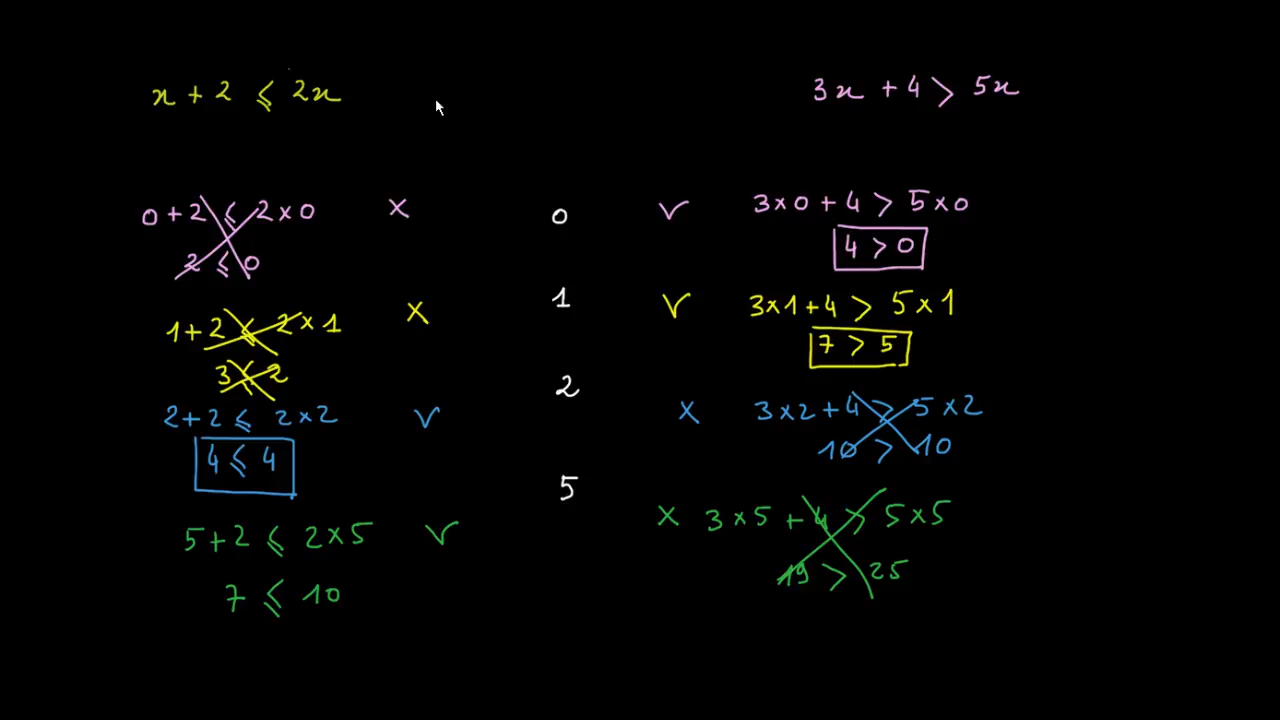 x + 2 ≤ 2x
3x + 4 > 5x
0 + 2 ≤ 2 × 0 X 0 V 3×0 + 4 > 5×0
2 ≤ 0 4 > 0
1 + 2 ≤ 2 × 1 X 1 V 3×1 + 4 > 5×1
3 ≤ 2 7 > 5
2 + 2 ≤ 2×2 V 2 X 3×2 + 4 > 5×2
4 ≤ 4 10 > 10
5 + 2 ≤ 2×5 V 5 X 3×5 + 4 > 5×5
7 ≤ 10 19 > 25